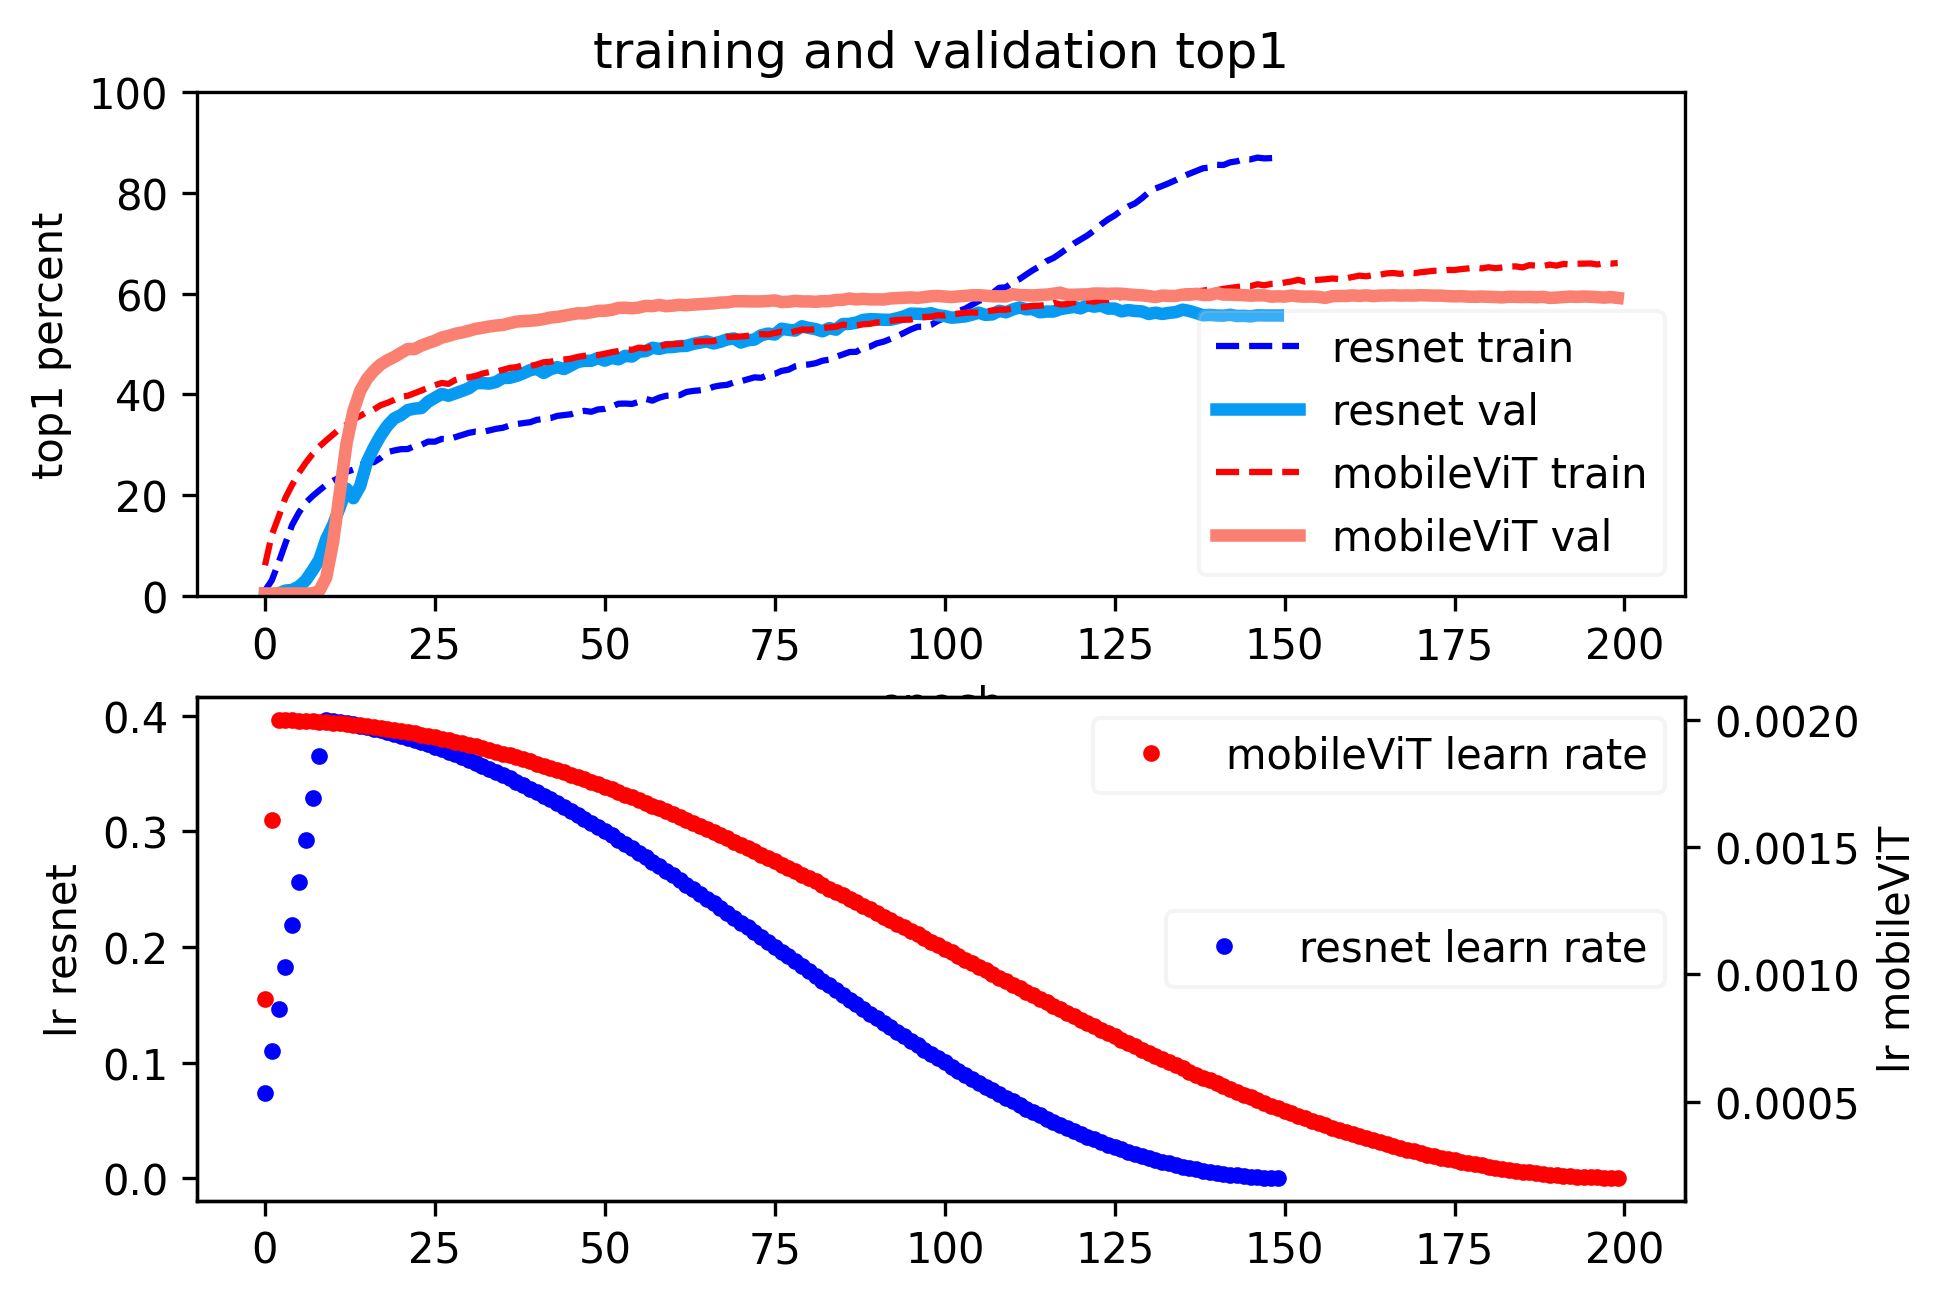 training and validation top1
top1 percent
100
80
60
40
20
0
resnet train
resnet val
mobileViT train
mobileViT val
0 25 50 75 100 125 150 175 200
lr resnet
0.4
0.3
0.2
0.1
0.0
mobileViT learn rate
resnet learn rate
0.0020
0.0015
0.0010
0.0005
lr mobileViT
0 25 50 75 100 125 150 175 200